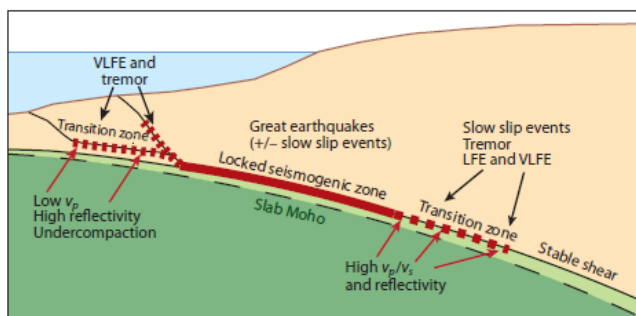 VLFE and
tremor
Transition zone
Low vp
High reflectivity
Undercompaction
Great earthquakes
(+/– slow slip events)
Locked seismogenic zone
Slab Moho
Slow slip events
Tremor
LFE and VLFE
Transition zone
Stable shear
High vp/vs
and reflectivity